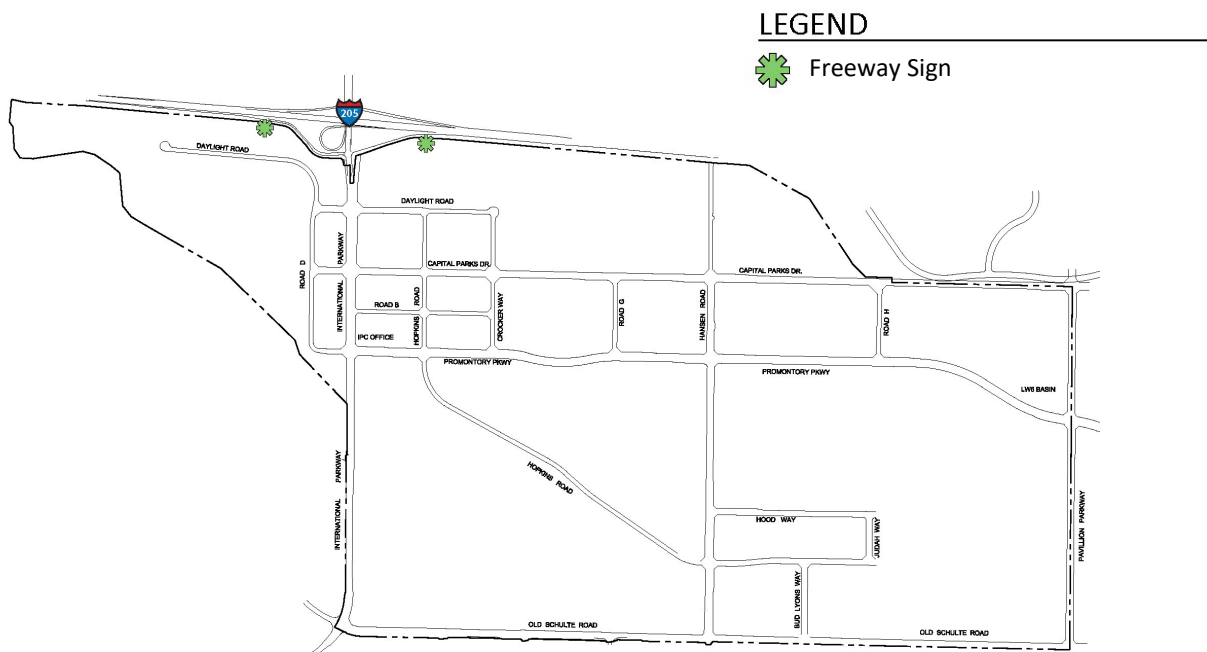 LEGEND
Freeway Sign
205
DAYLIGHT ROAD
DAYLIGHT ROAD
ROAD D
INTERNATIONAL PARKWAY
CAPITAL PARKS DR.
CAPITAL PARKS DR.
ROAD B
HOPKINS ROAD
CROCKER WAY
ROAD G
HANSEN ROAD
ROAD H
IPC OFFICE
PROMONTORY PKWY
PROMONTORY PKWY
LW6 BASIN
HOPKINS ROAD
INTERNATIONAL PARKWAY
HOOD WAY
JUDAH WAY
PAVILLION PARKWAY
BUD LYONS WAY
OLD SCHULTE ROAD
OLD SCHULTE ROAD